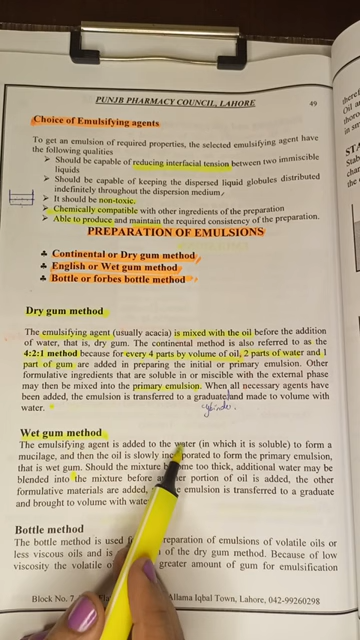 PUNJB PHARMACY COUNCIL, LAHORE
49
Choice of Emulsifying agents
To get an emulsion of required properties, the selected emulsifying agent have
the following qualities
➤ Should be capable of reducing interfacial tension between two immiscible
liquids
➤ Should be capable of keeping the dispersed liquid globules distributed
indefinitely throughout the dispersion medium
➤ It should be non-toxic.
➤ Chemically compatible with other ingredients of the preparation
➤ Able to produce and maintain the required consistency of the preparation.
PREPARATION OF EMULSIONS
♣ Continental or Dry gum method
♣ English or Wet gum method
♣ Bottle or forbes bottle method
Dry gum method
The emulsifying agent (usually acacia) is mixed with the oil before the addition
of water, that is, dry gum. The continental method is also referred to as the
4:2:1 method because for every 4 parts by volume of oil, 2 parts of water and 1
part of gum are added in preparing the initial or primary emulsion. Other
formulative ingredients that are soluble in or miscible with the external phase
may then be mixed into the primary emulsion. When all necessary agents have
been added, the emulsion is transferred to a graduate and made to volume with
water.
Wet gum method
The emulsifying agent is added to the water (in which it is soluble) to form a
mucilage, and then the oil is slowly incorporated to form the primary emulsion,
that is wet gum. Should the mixture become too thick, additional water may be
blended into the mixture before another portion of oil is added, the other
formulative materials are added, emulsion is transferred to a graduate
and brought to volume with wate
Bottle method
The bottle method is used f reparation of emulsions of volatile oils or
less viscous oils and is of the dry gum method. Because of low
viscosity the volatile o greater amount of gum for emulsification
Block No. 7, Allama Iqbal Town, Lahore, 042-99260298
theref
Oil a
thoro
in sm
STA
Stab
char
the